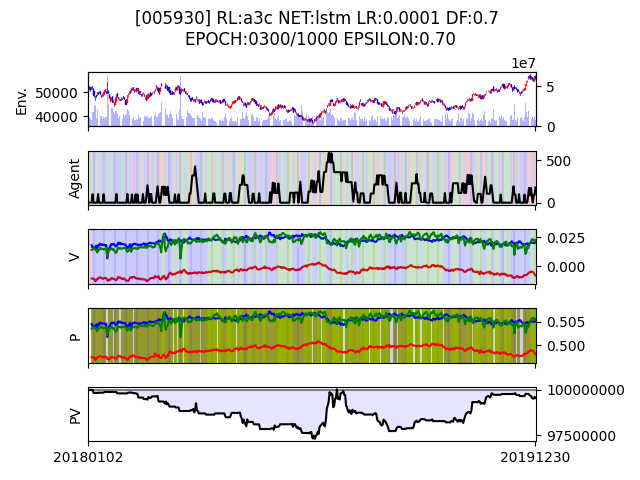 [005930] RL:a3c NET:lstm LR:0.0001 DF:0.7
EPOCH:0300/1000 EPSILON:0.70
1e7
Env.
50000
40000
5
0
Agent
500
0
V
0.025
0.000
P
0.505
0.500
PV
100000000
97500000
20180102
20191230